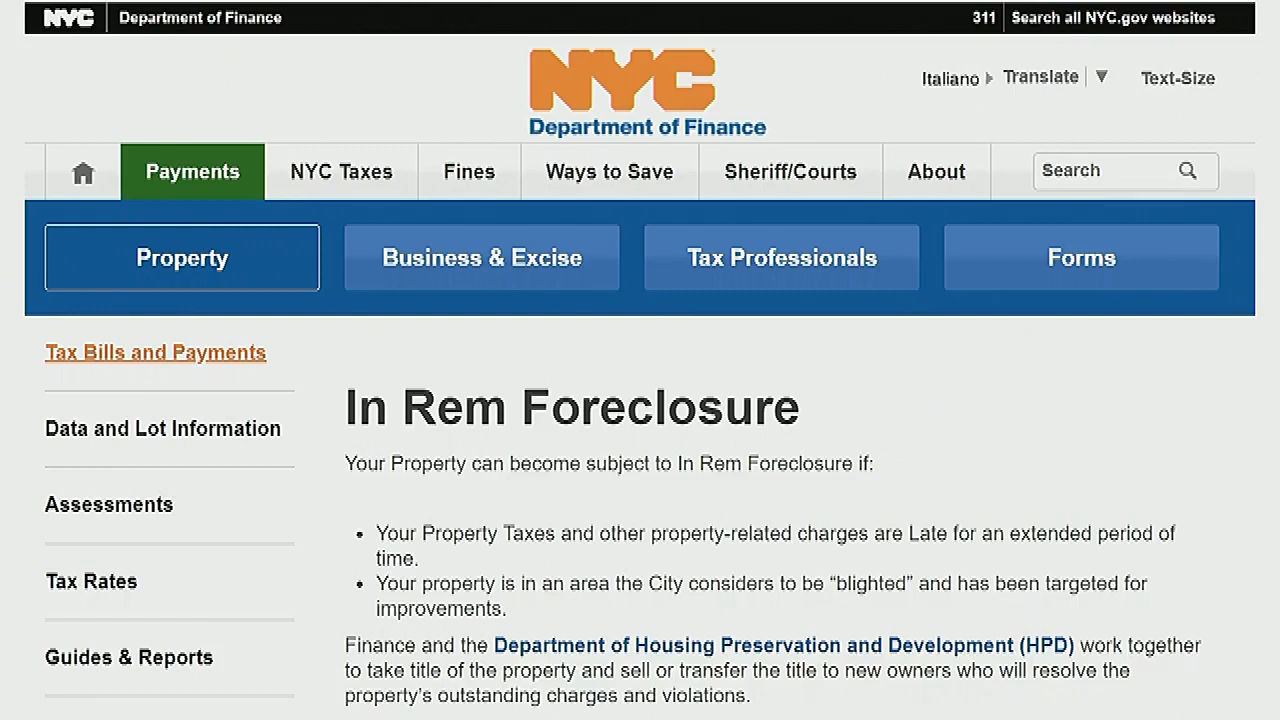 NYC Department of Finance 311 Search all NYC.gov websites
NYC
Department of Finance
Italiano Translate ▼ Text-Size
Payments NYC Taxes Fines Ways to Save Sheriff/Courts About Search
Property Business & Excise Tax Professionals Forms
Tax Bills and Payments
Data and Lot Information
Assessments
Tax Rates
Guides & Reports
In Rem Foreclosure
Your Property can become subject to In Rem Foreclosure if:
• Your Property Taxes and other property-related charges are Late for an extended period of
time.
• Your property is in an area the City considers to be “blighted” and has been targeted for
improvements.
Finance and the Department of Housing Preservation and Development (HPD) work together
to take title of the property and sell or transfer the title to new owners who will resolve the
property’s outstanding charges and violations.